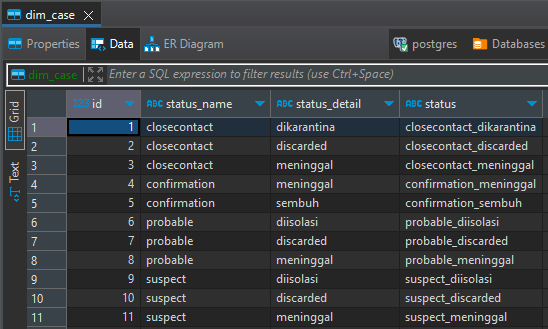 dim_case
Properties Data ER Diagram postgres Databases
dim_case Enter a SQL expression to filter results (use Ctrl+Space)
Grid
Text
123 id ABC status_name ABC status_detail ABC status
1 1 closecontact dikarantina closecontact_dikarantina
2 2 closecontact discarded closecontact_discarded
3 3 closecontact meninggal closecontact_meninggal
4 4 confirmation meninggal confirmation_meninggal
5 5 confirmation sembuh confirmation_sembuh
6 6 probable diisolasi probable_diisolasi
7 7 probable discarded probable_discarded
8 8 probable meninggal probable_meninggal
9 9 suspect diisolasi suspect_diisolasi
10 10 suspect discarded suspect_discarded
11 11 suspect meninggal suspect_meninggal